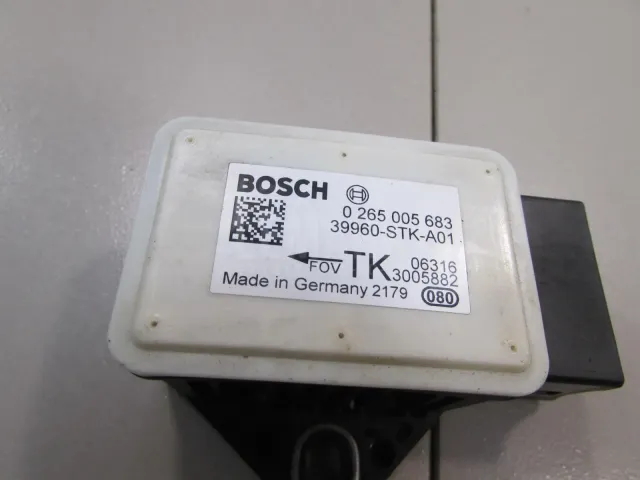 BOSCH
0 265 005 683
39960-STK-A01
FOV TK 06316
3005882
Made in Germany 2179 080